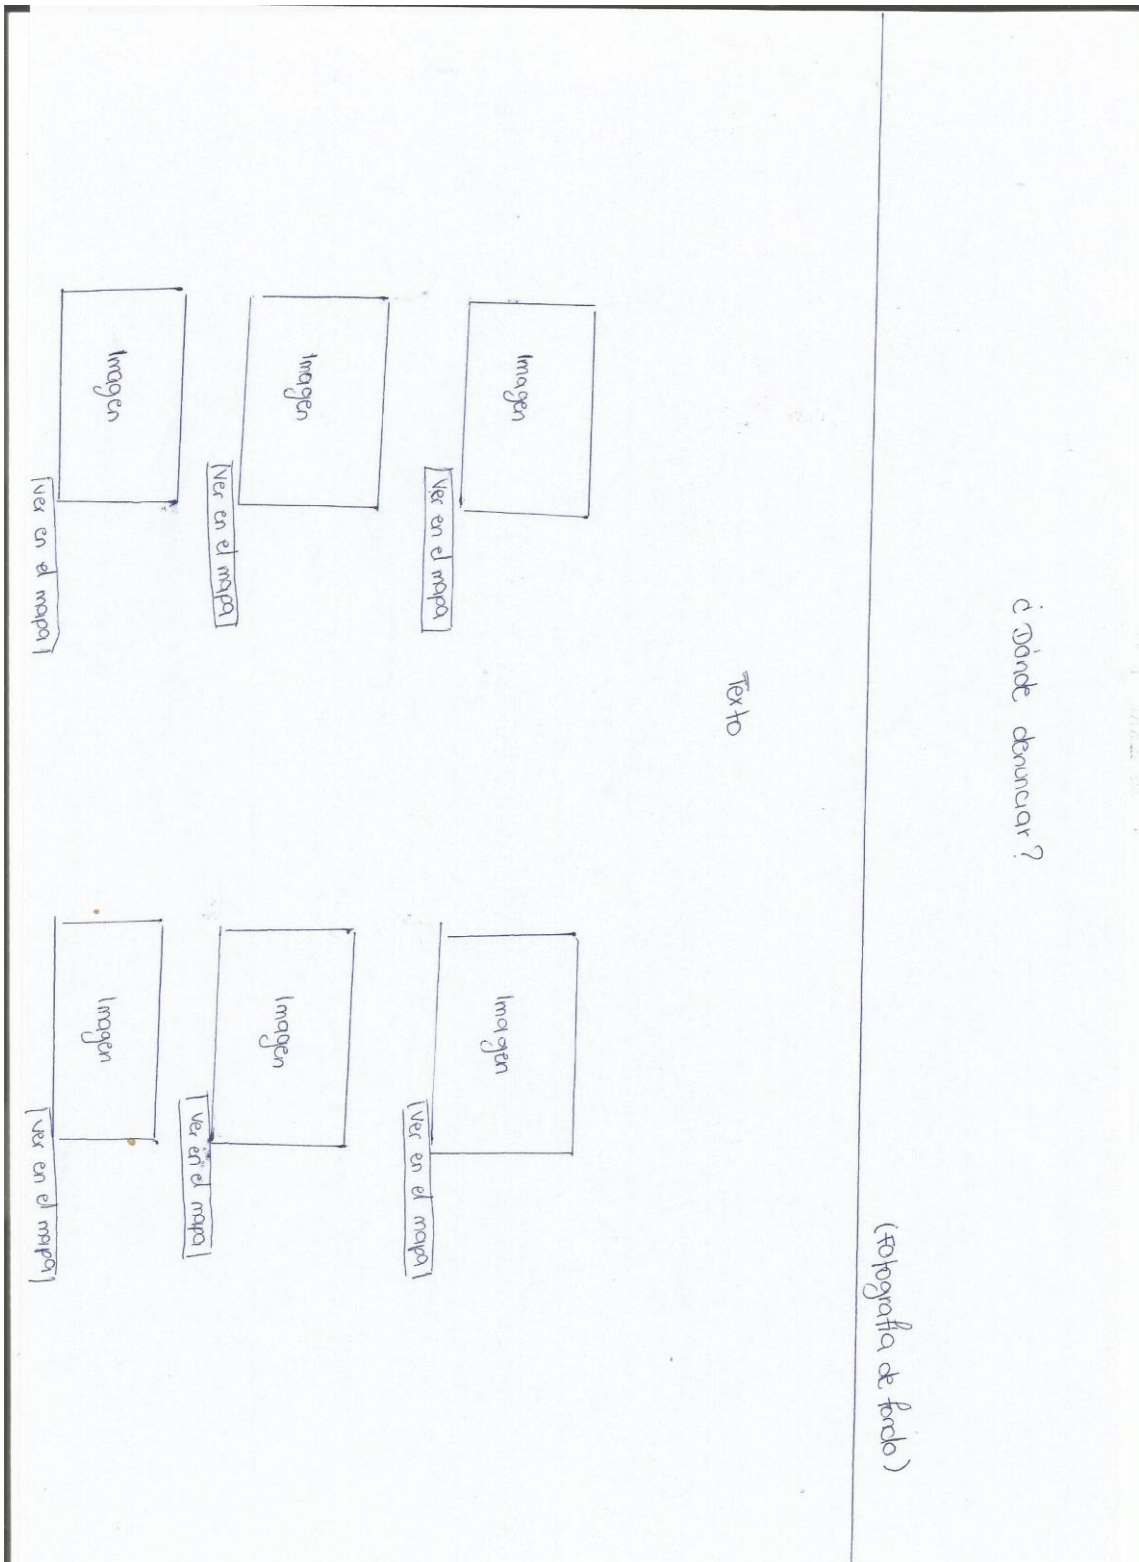 ¿Dónde denunciar?
(Fotografía de fondo)
Texto
Imagen
Imagen
Ver en el mapa
Ver en el mapa
Imagen
Imagen
Ver en el mapa
Ver en el mapa
Imagen
Imagen
Ver en el mapa
Ver en el mapa